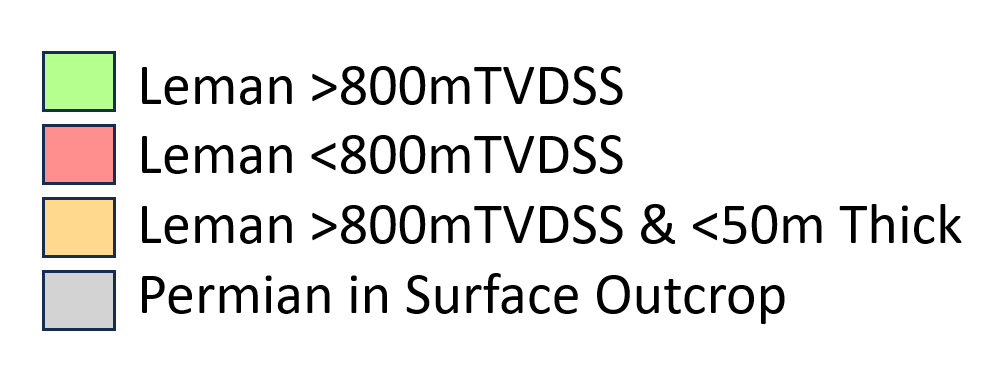 Leman >800mTVDSS
Leman <800mTVDSS
Leman >800mTVDSS & <50m Thick
Permian in Surface Outcrop